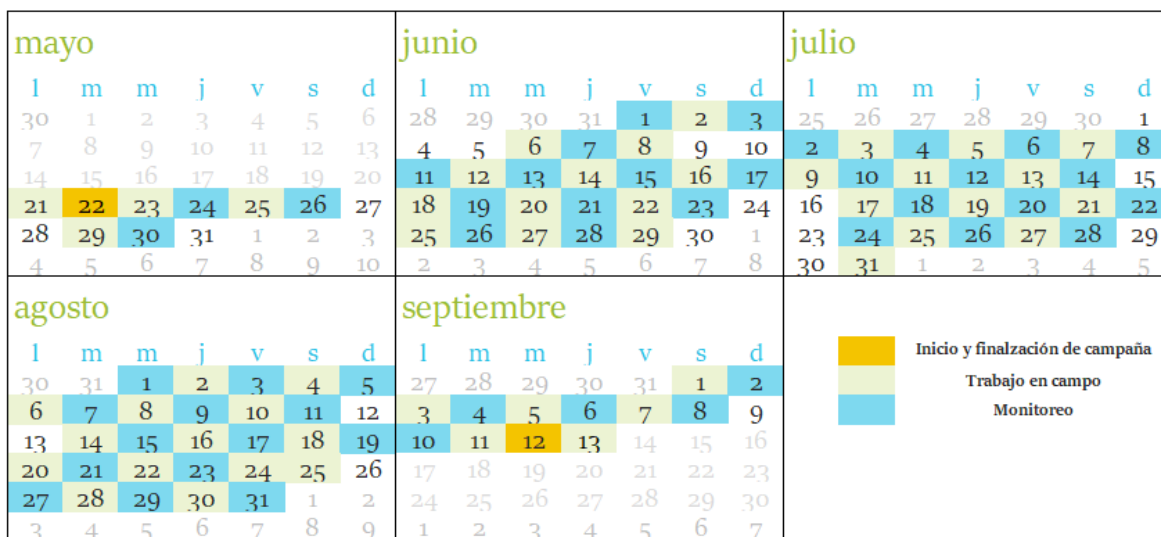 mayo
l m m j v s d
30 1 2 3 4 5 6
7 8 9 10 11 12 13
14 15 16 17 18 19 20
21 22 23 24 25 26 27
28 29 30 31 1 2 3
4 5 6 7 8 9 10
junio
l m m j v s d
28 29 30 31 1 2 3
4 5 6 7 8 9 10
11 12 13 14 15 16 17
18 19 20 21 22 23 24
25 26 27 28 29 30 1
2 3 4 5 6 7 8
julio
l m m j v s d
25 26 27 28 29 30 1
2 3 4 5 6 7 8
9 10 11 12 13 14 15
16 17 18 19 20 21 22
23 24 25 26 27 28 29
30 31 1 2 3 4 5
agosto
l m m j v s d
30 31 1 2 3 4 5
6 7 8 9 10 11 12
13 14 15 16 17 18 19
20 21 22 23 24 25 26
27 28 29 30 31 1 2
3 4 5 6 7 8 9
septiembre
l m m j v s d
27 28 29 30 31 1 2
3 4 5 6 7 8 9
10 11 12 13 14 15 16
17 18 19 20 21 22 23
24 25 26 27 28 29 30
1 2 3 4 5 6 7
Inicio y finalzación de campaña
Trabajo en campo
Monitoreo